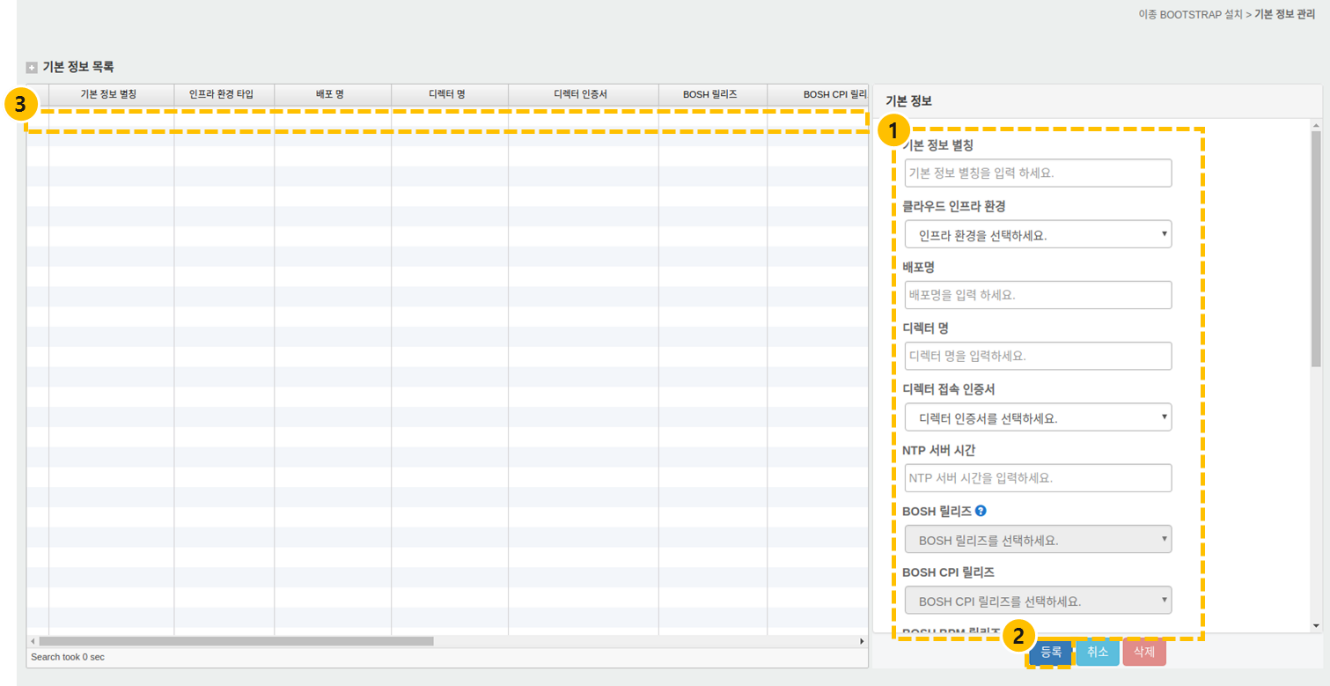 이종 BOOTSTRAP 설치 > 기본 정보 관리
기본 정보 목록
기본 정보 별칭 인프라 환경 타입 배포 명 디렉터 명 디렉터 인증서 BOSH 릴리즈 BOSH CPI 릴리
3
기본 정보
1
기본 정보 별칭
기본 정보 별칭을 입력 하세요.
클라우드 인프라 환경
인프라 환경을 선택하세요.
배포명
배포명을 입력 하세요.
디렉터 명
디렉터 명을 입력하세요.
디렉터 접속 인증서
디렉터 인증서를 선택하세요.
NTP 서버 시간
NTP 서버 시간을 입력하세요.
BOSH 릴리즈 ?
BOSH 릴리즈를 선택하세요.
BOSH CPI 릴리즈
BOSH CPI 릴리즈를 선택하세요.
BOSH BPM 릴리즈
2
등록 취소 삭제
Search took 0 sec